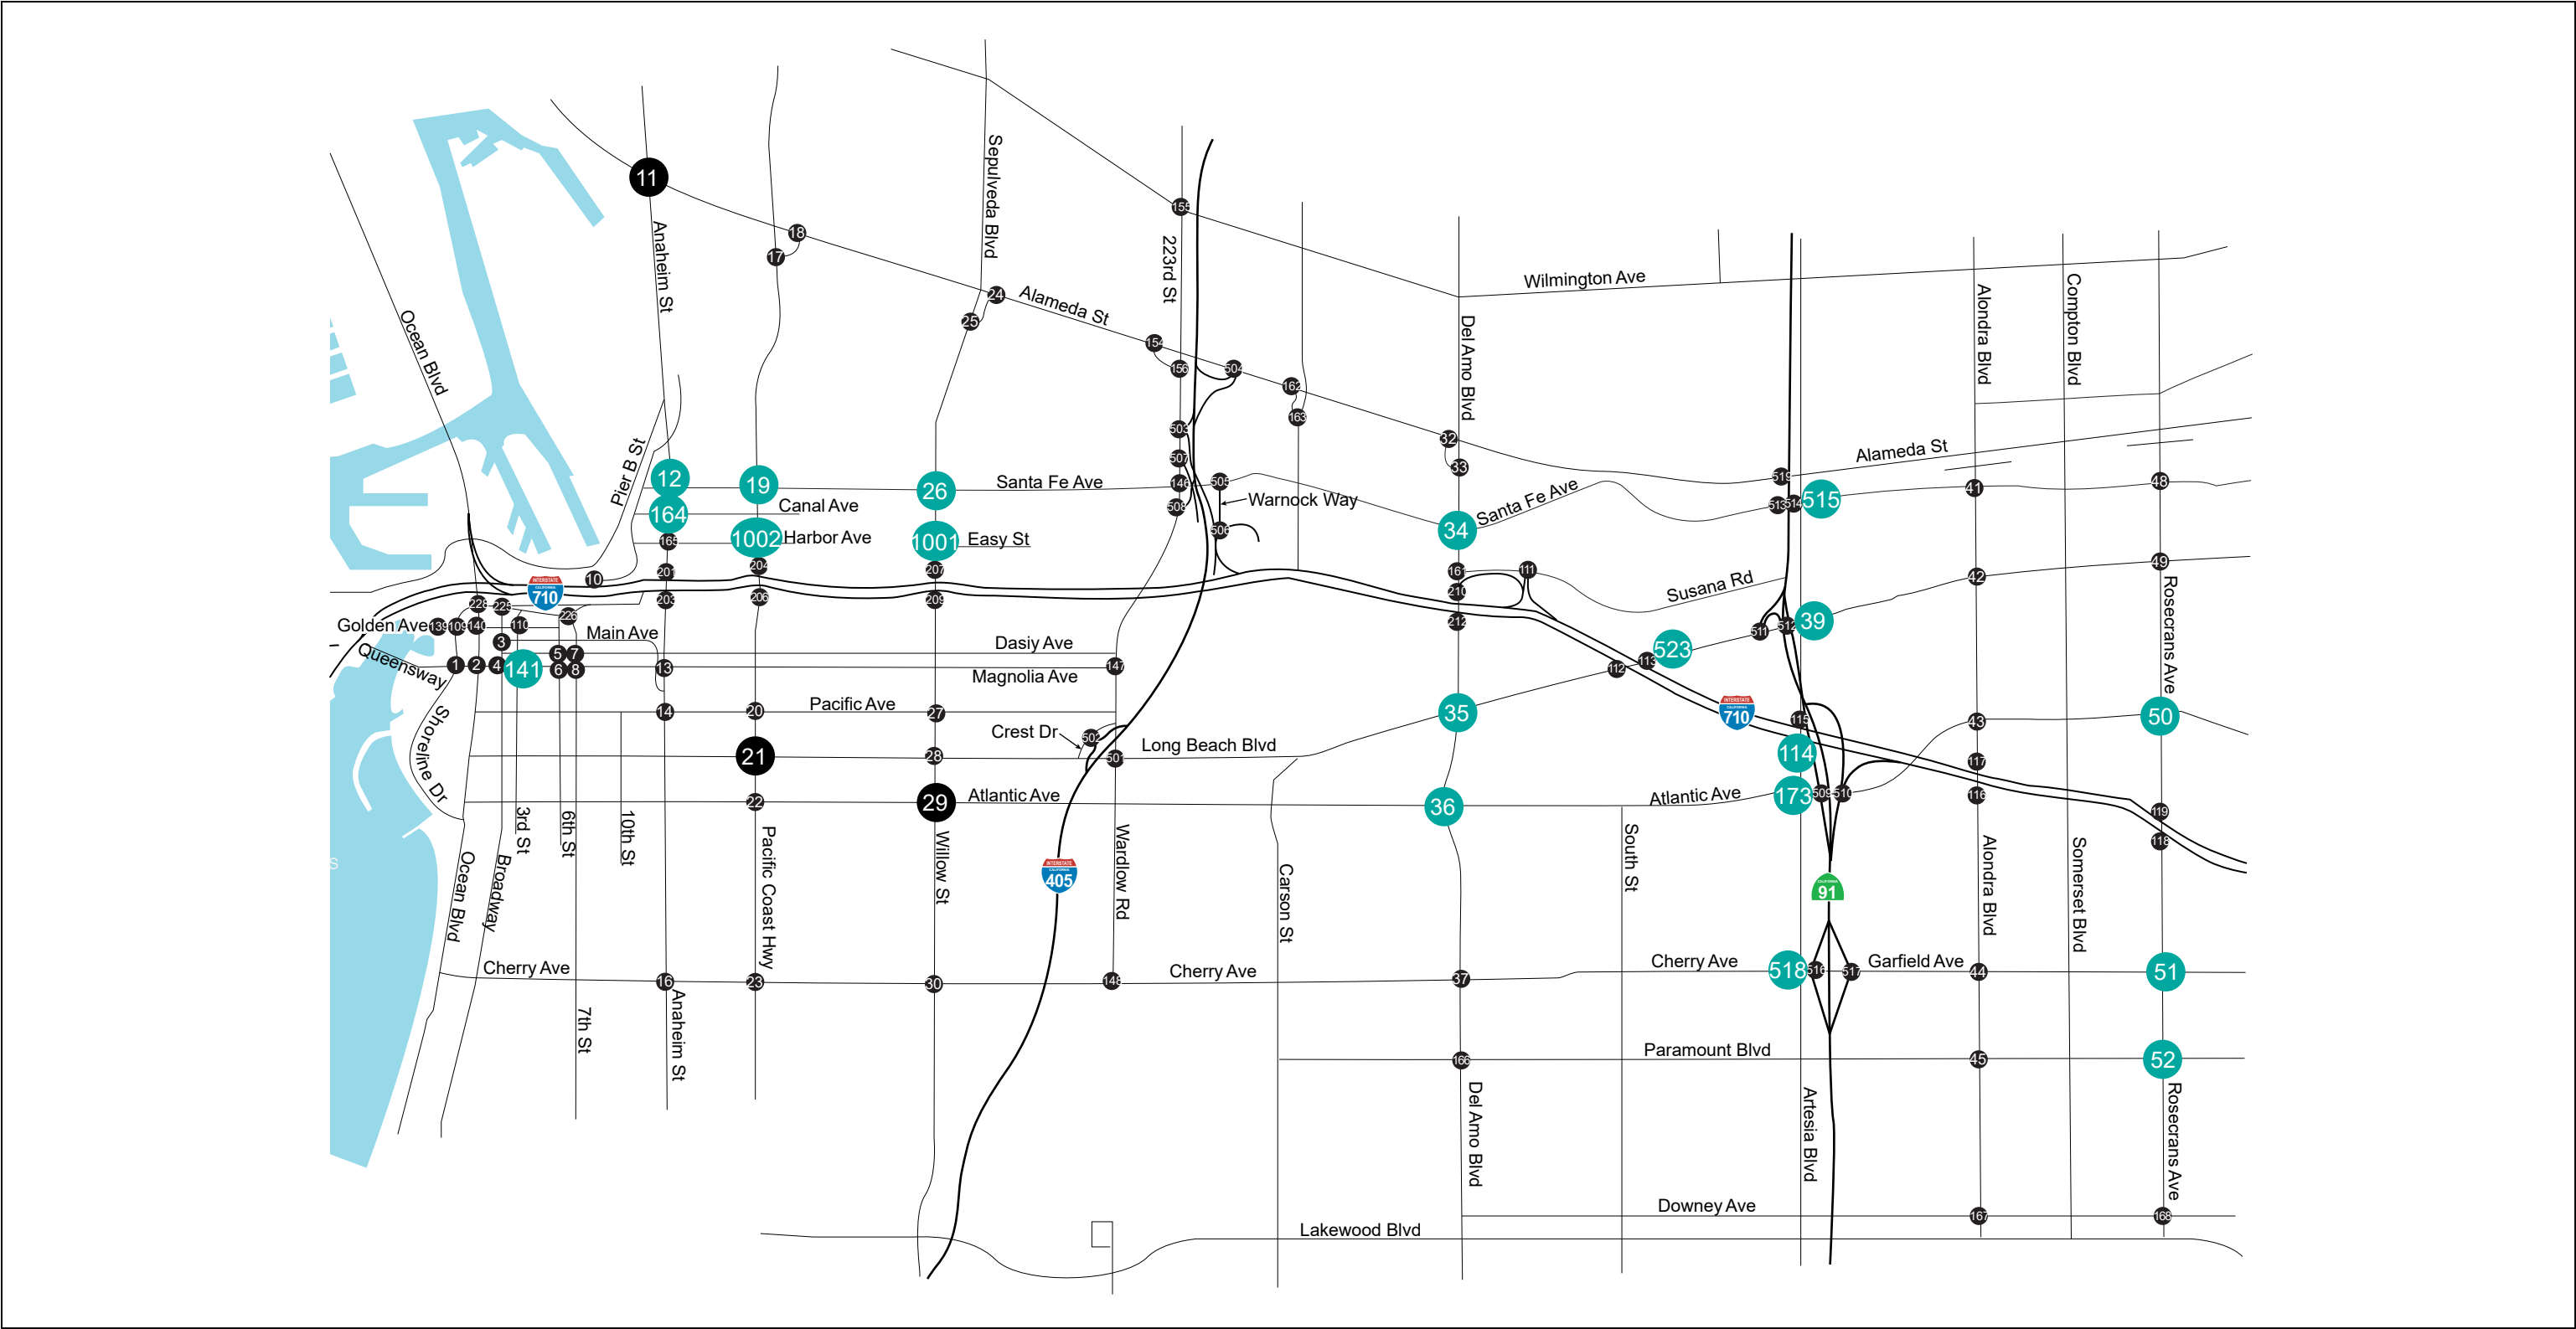 Sepulveda Blvd
11
155
Anaheim St
18
223rd St
17
Wilmington Ave
Alondra Blvd
Compton Blvd
24
Alameda St
25
Ocean Blvd
Del Amo Blvd
154
156
504
162
163
503
32
Alameda St
507
33
Pier B St
12
19
26
Santa Fe Ave
146
505
519
48
Canal Ave
508
Warnock Way
Santa Fe Ave
513
514
515
41
164
165
1002
Harbor Ave
1001
Easy St
506
34
49
201
204
207
161
111
Susana Rd
42
10
INTERSTATE
CALIFORNIA
710
203
206
209
210
212
Rosecrans Ave
225
226
Golden Ave
139
109
140
110
3
Main Ave
Dasiy Ave
511
512
39
523
Queensway
1
2
4
141
5
7
6
8
13
147
112
113
Magnolia Ave
Shoreline Dr
14
20
Pacific Ave
27
35
INTERSTATE
CALIFORNIA
710
115
43
50
Crest Dr
502
501
21
28
Long Beach Blvd
114
117
22
29
Atlantic Ave
36
Atlantic Ave
173
509
510
116
119
118
3rd St
6th St
10th St
Pacific Coast Hwy
Willow St
Wardlow Rd
South St
Ocean Blvd
Broadway
INTERSTATE
CALIFORNIA
405
Carson St
CALIFORNIA
91
Alondra Blvd
Somerset Blvd
S
Cherry Ave
16
23
30
148
Cherry Ave
37
Cherry Ave
518
516
517
Garfield Ave
44
51
7th St
Anaheim St
166
Paramount Blvd
45
52
Del Amo Blvd
Artesia Blvd
Rosecrans Ave
Downey Ave
167
168
Lakewood Blvd